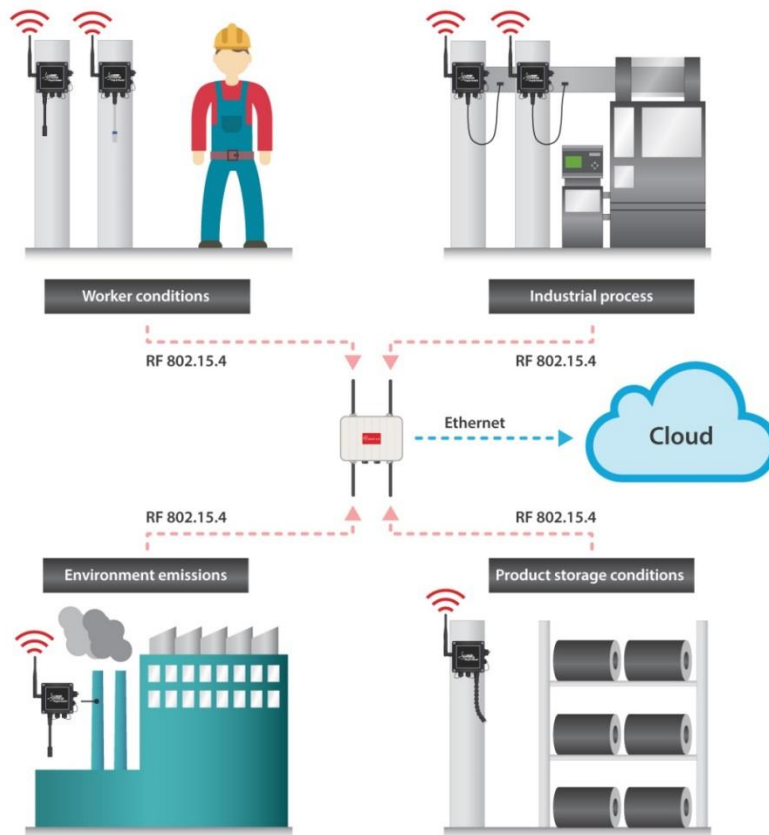 Worker conditions
Industrial process
RF 802.15.4
RF 802.15.4
Ethernet
Cloud
RF 802.15.4
RF 802.15.4
Environment emissions
Product storage conditions